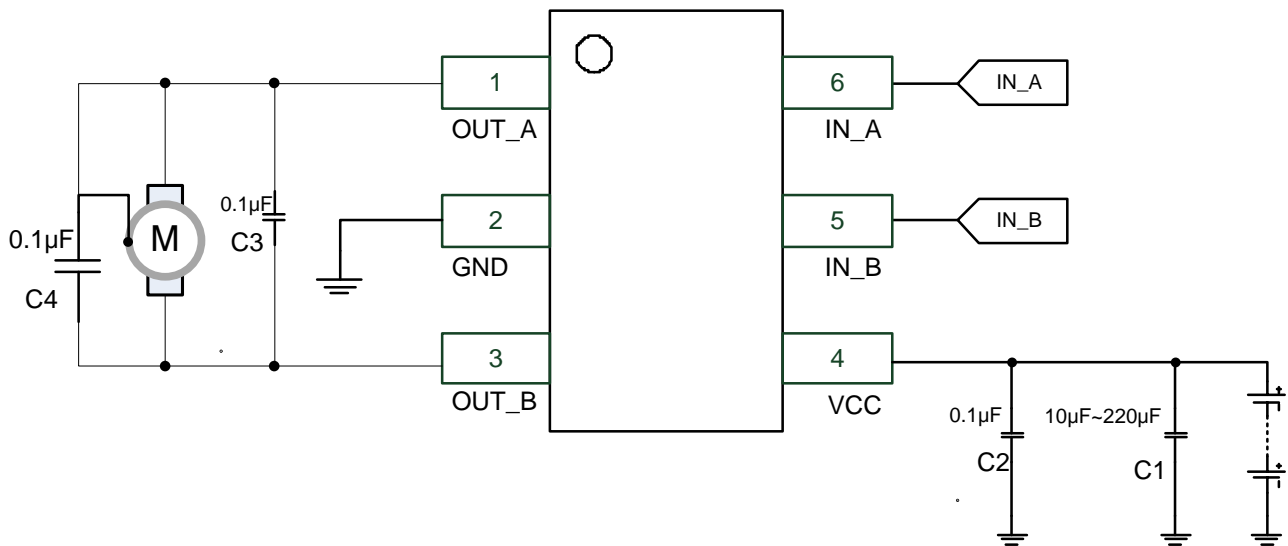 1
OUT_A
6
IN_A
IN_A
0.1µF
C4
M
0.1µF
C3
2
GND
5
IN_B
IN_B
3
OUT_B
4
VCC
0.1µF
C2
10µF~220µF
C1
+
+